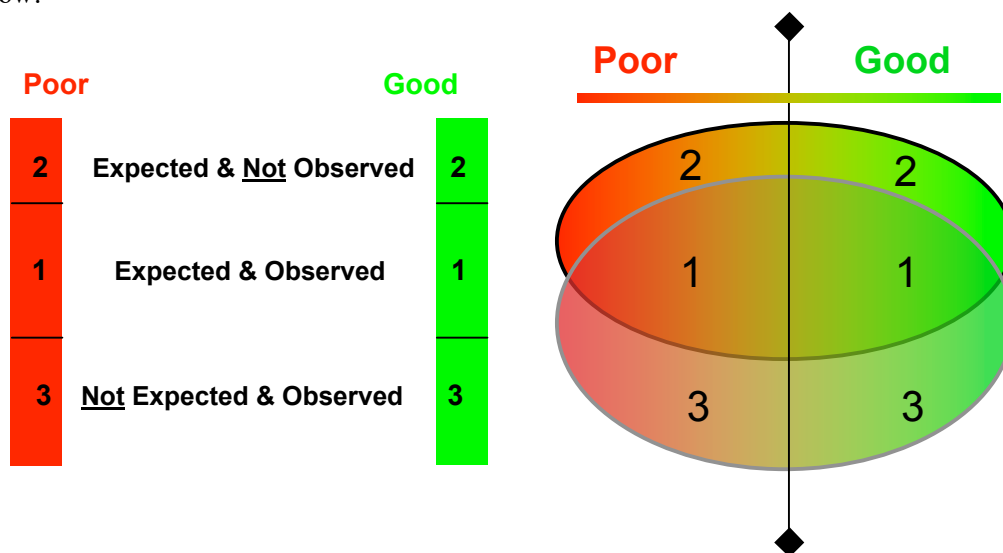 Poor Good
2 Expected & Not Observed 2
1 Expected & Observed 1
3 Not Expected & Observed 3
Poor Good
2 2
1 1
3 3